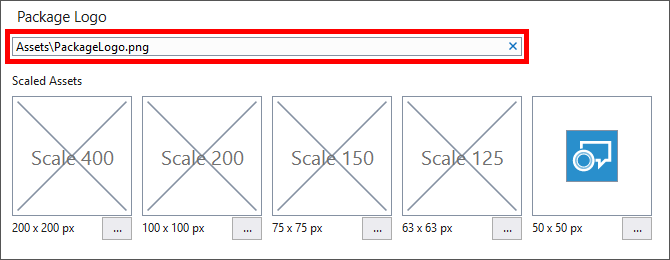 Package Logo
Assets\PackageLogo.png
Scaled Assets
Scale 400 Scale 200 Scale 150 Scale 125
200 x 200 px ... 100 x 100 px ... 75 x 75 px ... 63 x 63 px ... 50 x 50 px ...